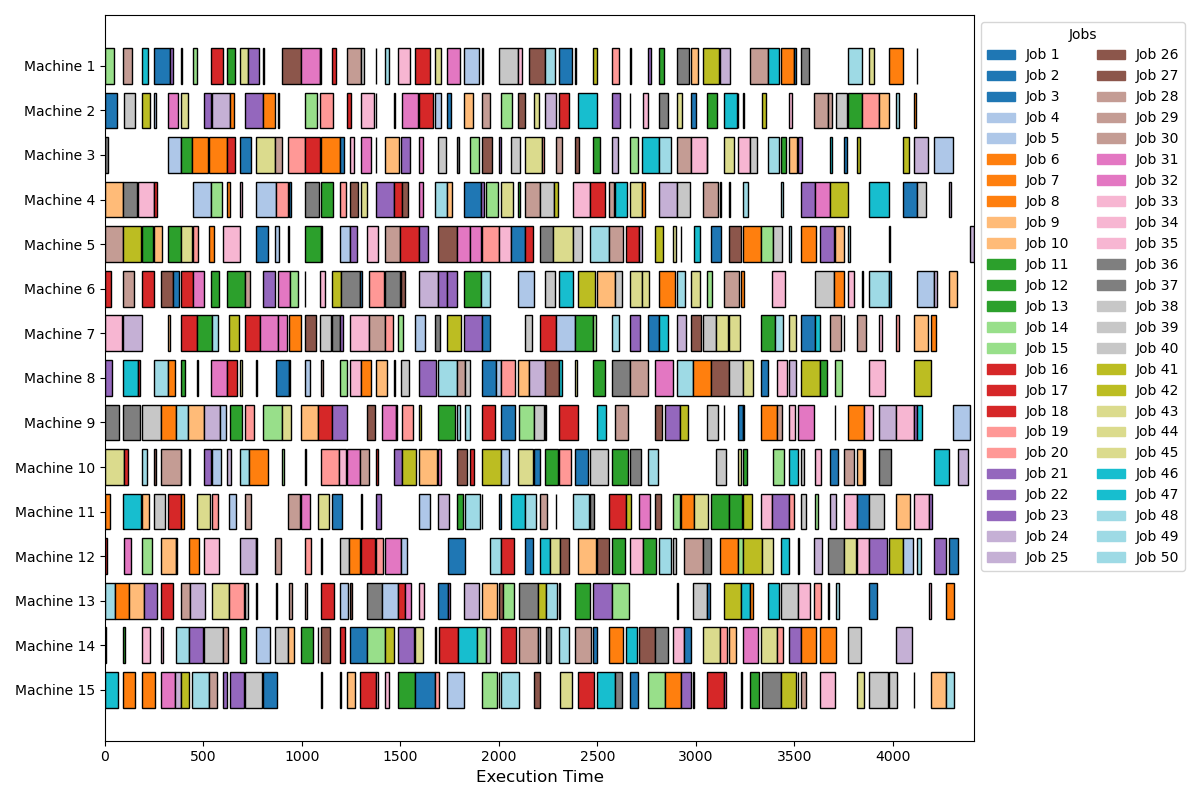 Machine 1
Machine 2
Machine 3
Machine 4
Machine 5
Machine 6
Machine 7
Machine 8
Machine 9
Machine 10
Machine 11
Machine 12
Machine 13
Machine 14
Machine 15
0 500 1000 1500 2000 2500 3000 3500 4000
Execution Time
Jobs
Job 1 Job 26
Job 2 Job 27
Job 3 Job 28
Job 4 Job 29
Job 5 Job 30
Job 6 Job 31
Job 7 Job 32
Job 8 Job 33
Job 9 Job 34
Job 10 Job 35
Job 11 Job 36
Job 12 Job 37
Job 13 Job 38
Job 14 Job 39
Job 15 Job 40
Job 16 Job 41
Job 17 Job 42
Job 18 Job 43
Job 19 Job 44
Job 20 Job 45
Job 21 Job 46
Job 22 Job 47
Job 23 Job 48
Job 24 Job 49
Job 25 Job 50